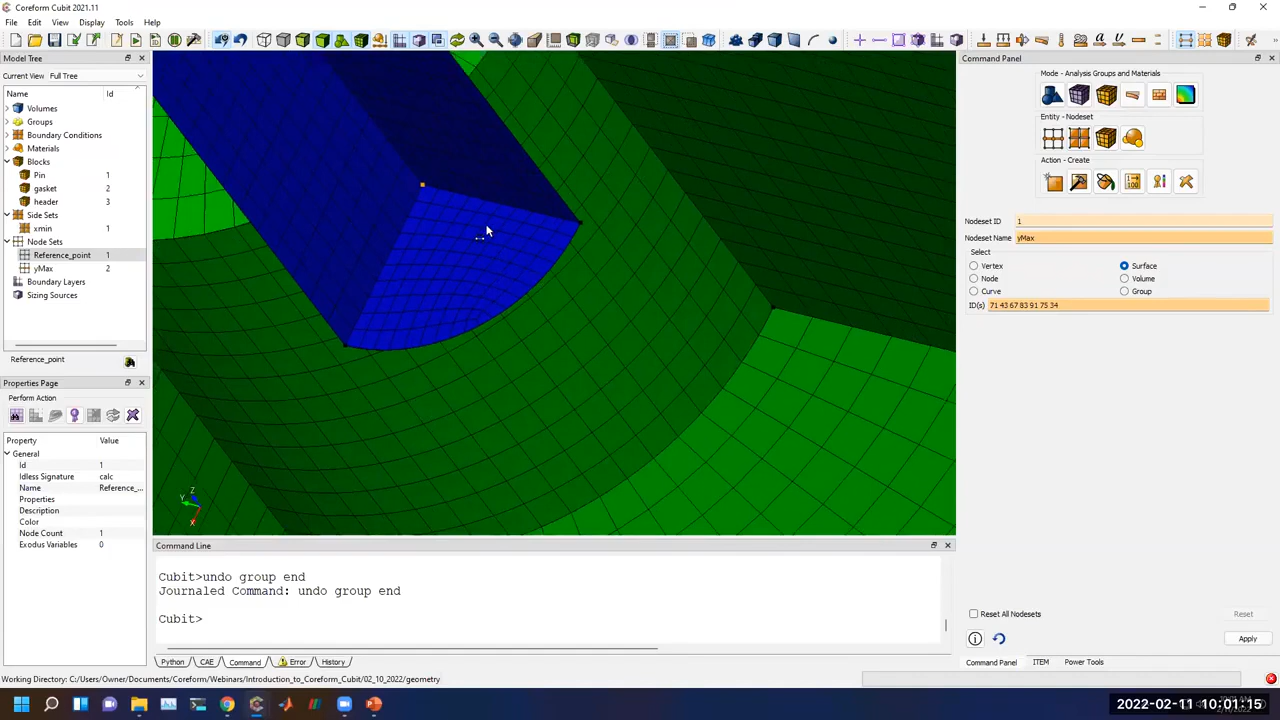 Coreform Cubit 2021.11
File Edit View Display Tools Help
Model Tree
Current View Full Tree
Name Id
Volumes
Groups
Boundary Conditions
Materials
Blocks
Pin 1
gasket 2
header 3
Side Sets
xmin 1
Node Sets
Reference_point 1
yMax 2
Boundary Layers
Sizing Sources
Reference_point
Properties Page
Perform Action
Property Value
General
Id 1
Idless Signature calc
Name Reference_...
Properties
Description
Color
Node Count 1
Exodus Variables 0
Z
Y
X
Command Line
Cubit>undo group end
Journaled Command: undo group end
Cubit>
Python CAE Command Error History
Command Panel
Mode - Analysis Groups and Materials
Entity - Nodeset
Action - Create
Nodeset ID 1
Nodeset Name yMax
Select
Vertex Surface
Node Volume
Curve Group
ID(s) 71 43 67 83 91 75 34
Reset All Nodesets Reset
Apply
Command Panel ITEM Power Tools
Working Directory: C:/Users/Owner/Documents/Coreform/Webinars/Introduction_to_Coreform_Cubit/02_10_2022/geometry
2022-02-11 10:01:15